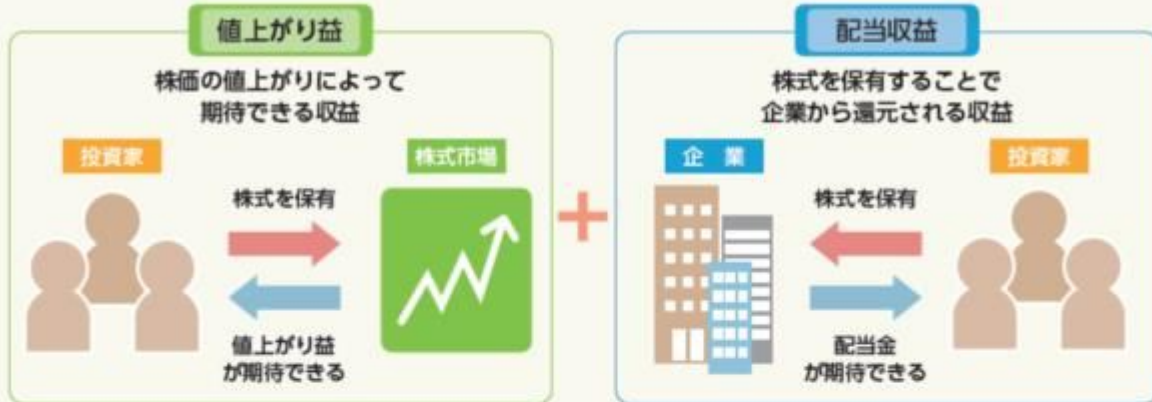 値上がり益
株価の値上がりによって
期待できる収益
投資家
株式市場
株式を保有
値上がり益
が期待できる
+
配当収益
株式を保有することで
企業から還元される収益
企 業
投資家
株式を保有
配当金
が期待できる